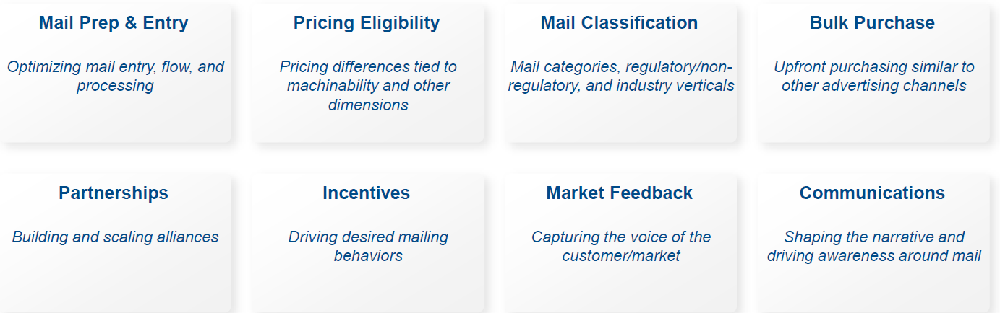 Mail Prep & Entry
Optimizing mail entry, flow, and
processing
Pricing Eligibility
Pricing differences tied to
machinability and other
dimensions
Mail Classification
Mail categories, regulatory/non-
regulatory, and industry verticals
Bulk Purchase
Upfront purchasing similar to
other advertising channels
Partnerships
Building and scaling alliances
Incentives
Driving desired mailing
behaviors
Market Feedback
Capturing the voice of the
customer/market
Communications
Shaping the narrative and
driving awareness around mail